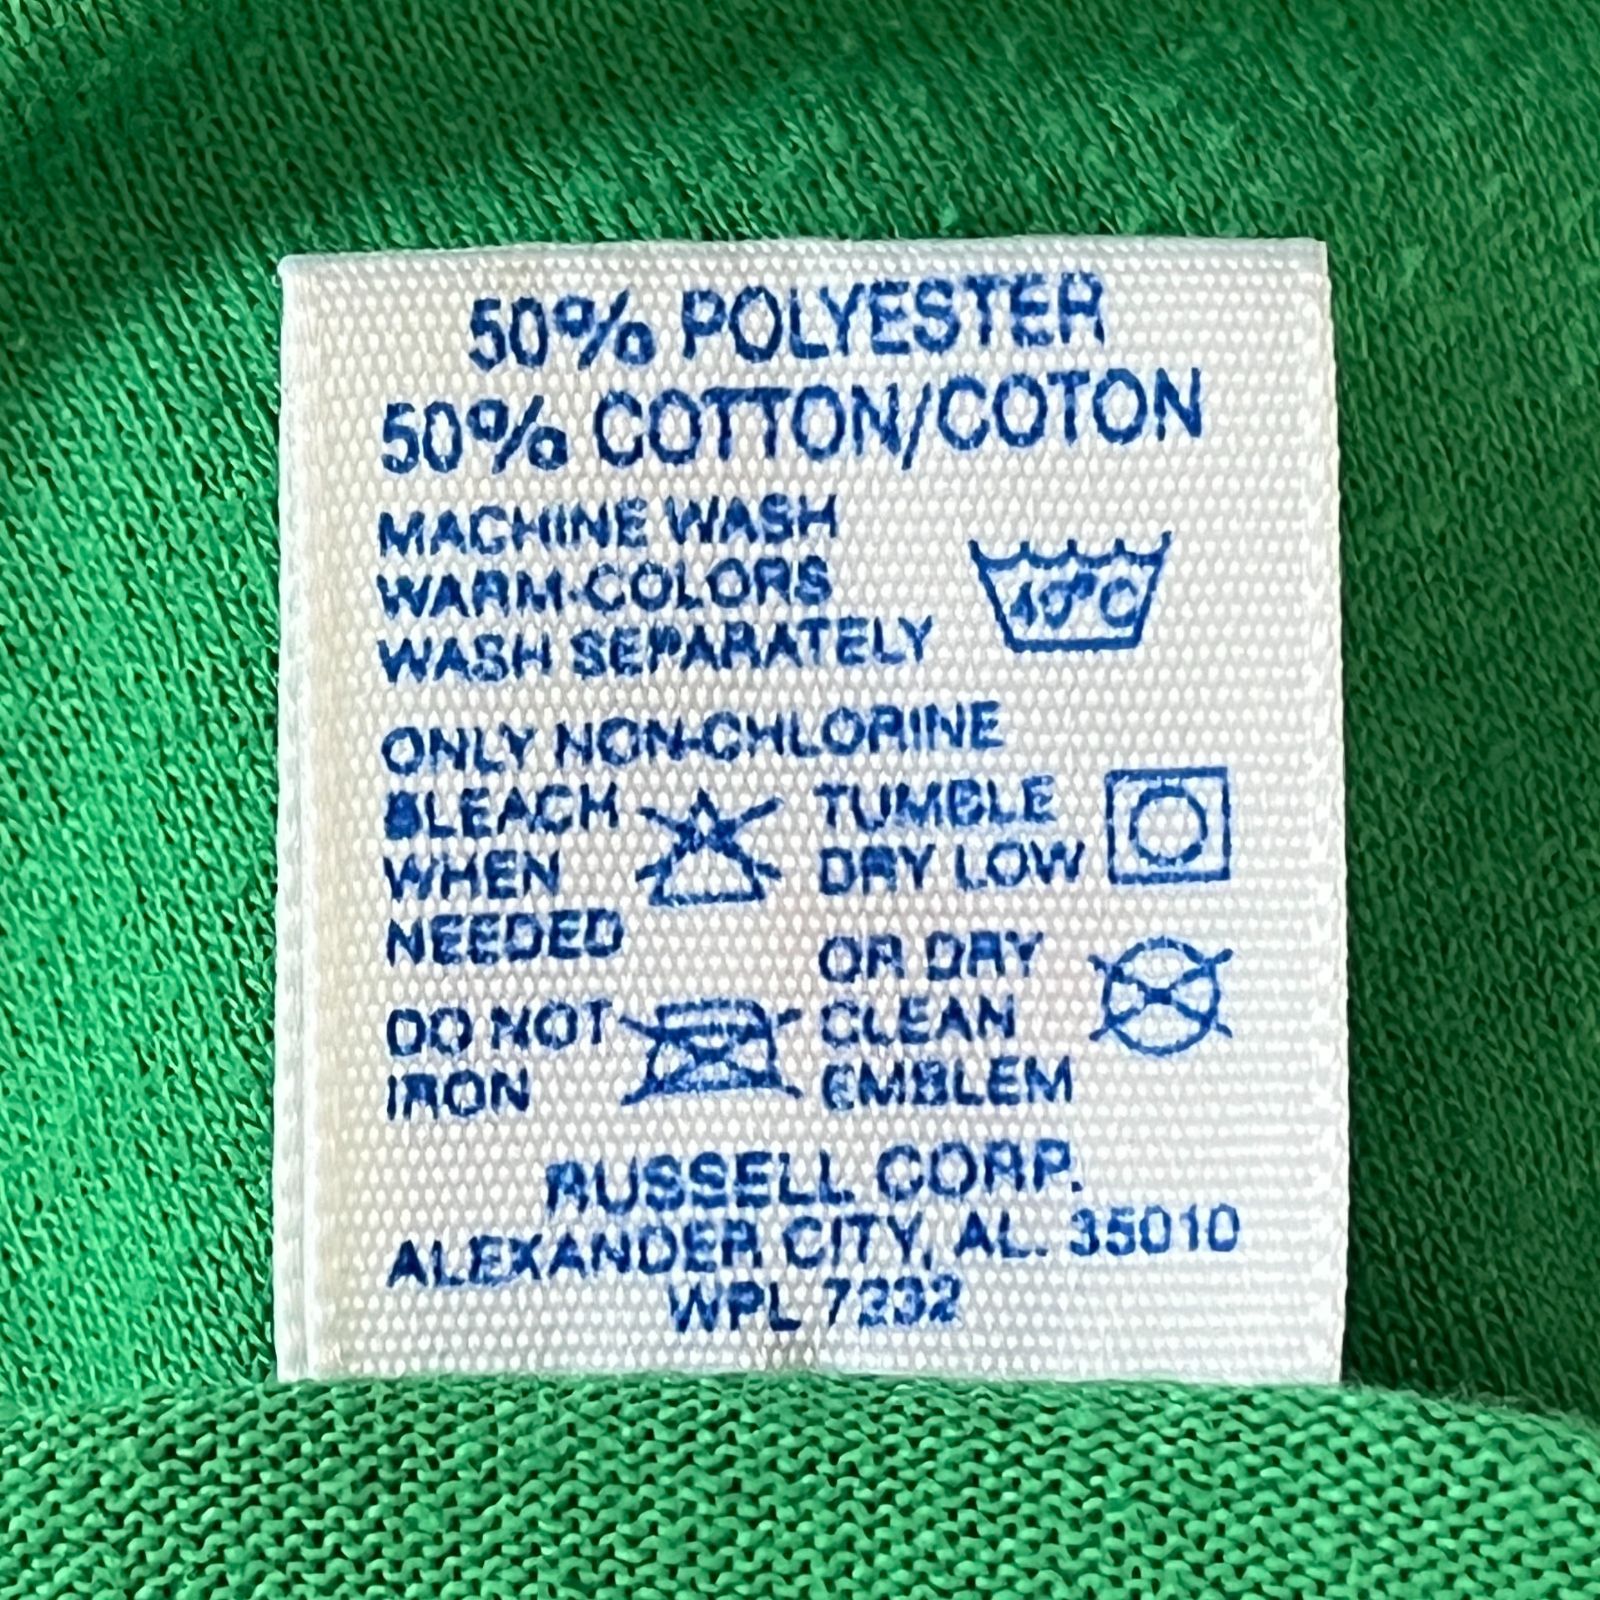 50% POLYESTER
50% COTTON/COTON
MACHINE WASH
WARM-COLORS
WASH SEPARATELY
40°C
ONLY NON-CHLORINE
BLEACH
WHEN
NEEDED
TUMBLE
DRY LOW
DO NOT
IRON
OR DRY
CLEAN
EMBLEM
RUSSELL CORP.
ALEXANDER CITY, AL. 35010
WPL 7232